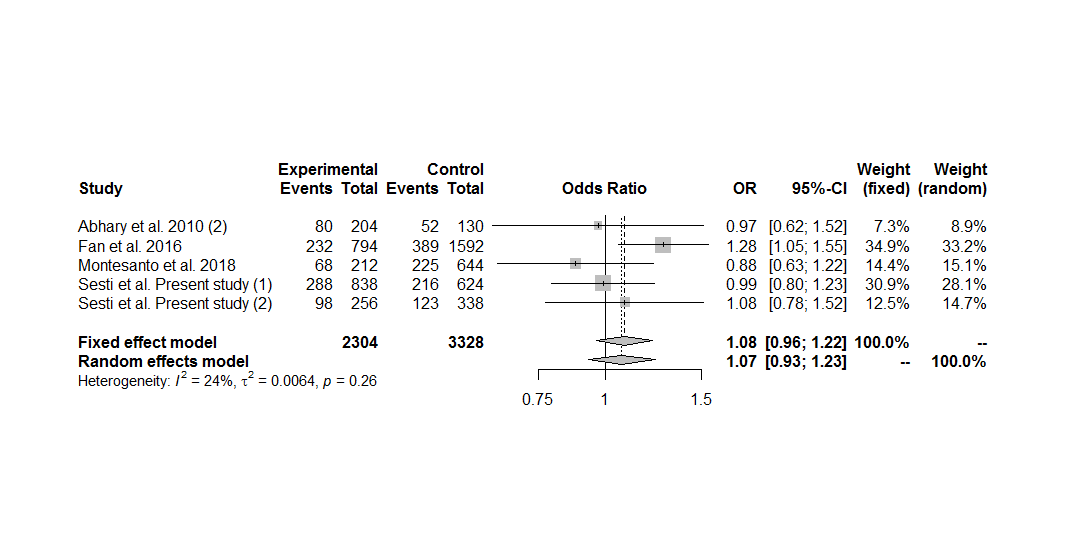 Experimental Control Weight Weight
Study Events Total Events Total Odds Ratio OR 95%-CI (fixed) (random)
Abhary et al. 2010 (2) 80 204 52 130 0.97 [0.62; 1.52] 7.3% 8.9%
Fan et al. 2016 232 794 389 1592 1.28 [1.05; 1.55] 34.9% 33.2%
Montesanto et al. 2018 68 212 225 644 0.88 [0.63; 1.22] 14.4% 15.1%
Sesti et al. Present study (1) 288 838 216 624 0.99 [0.80; 1.23] 30.9% 28.1%
Sesti et al. Present study (2) 98 256 123 338 1.08 [0.78; 1.52] 12.5% 14.7%
Fixed effect model 2304 3328 1.08 [0.96; 1.22] 100.0% --
Random effects model 1.07 [0.93; 1.23] -- 100.0%
Heterogeneity: I² = 24%, τ² = 0.0064, p = 0.26
0.75 1 1.5